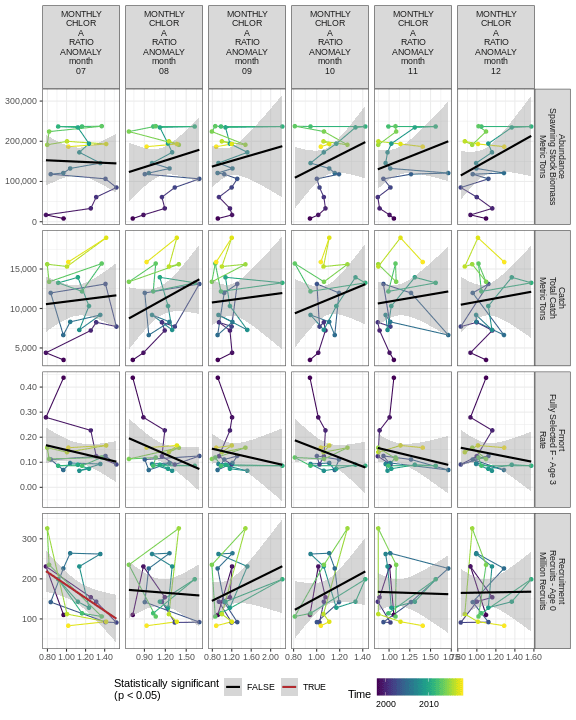 MONTHLY
CHLOR
A
RATIO
ANOMALY
month
07
MONTHLY
CHLOR
A
RATIO
ANOMALY
month
08
MONTHLY
CHLOR
A
RATIO
ANOMALY
month
09
MONTHLY
CHLOR
A
RATIO
ANOMALY
month
10
MONTHLY
CHLOR
A
RATIO
ANOMALY
month
11
MONTHLY
CHLOR
A
RATIO
ANOMALY
month
12
300,000
200,000
100,000
0
Abundance
Spawning Stock Biomass
Metric Tons
15,000
10,000
5,000
Catch
Total Catch
Metric Tons
0.40
0.30
0.20
0.10
0.00
Fmort
Fully Selected F - Age 3
Rate
300
200
100
Recruitment
Recruits - Age 0
Million Recruits
0.80 1.00 1.20 1.40
0.90 1.20 1.50
0.80 1.20 1.60 2.00
0.80 1.00 1.20 1.40
1.00 1.25 1.50
1.00 1.20 1.40 1.60
Statistically significant
(p < 0.05)
FALSE
TRUE
Time
2000 2010